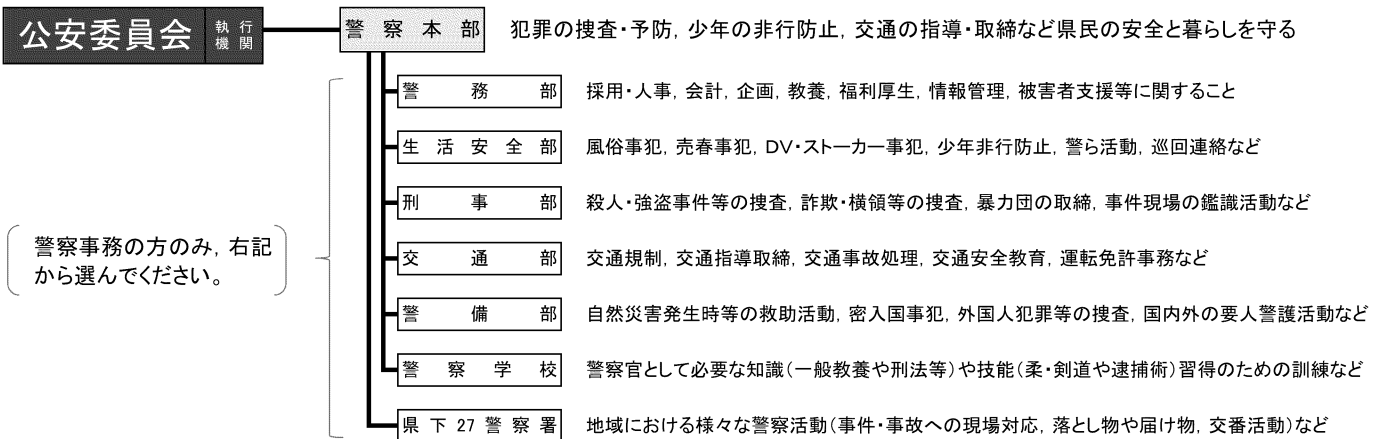 公安委員会 執行機関 警察本部 犯罪の捜査・予防, 少年の非行防止, 交通の指導・取締など県民の安全と暮らしを守る
警務部 採用・人事, 会計, 企画, 教養, 福利厚生, 情報管理, 被害者支援等に関すること
生活安全部 風俗事犯, 売春事犯, DV・ストーカー事犯, 少年非行防止, 警ら活動, 巡回連絡など
刑事部 殺人・強盗事件等の捜査, 詐欺・横領等の捜査, 暴力団の取締, 事件現場の鑑識活動など
警察事務の方のみ, 右記
から選んでください。
交通部 交通規制, 交通指導取締, 交通事故処理, 交通安全教育, 運転免許事務など
警備部 自然災害発生時等の救助活動, 密入国事犯, 外国人犯罪等の捜査, 国内外の要人警護活動など
警察学校 警察官として必要な知識(一般教養や刑法等)や技能(柔・剣道や逮捕術)習得のための訓練など
県下27警察署 地域における様々な警察活動(事件・事故への現場対応, 落とし物や届け物, 交番活動)など